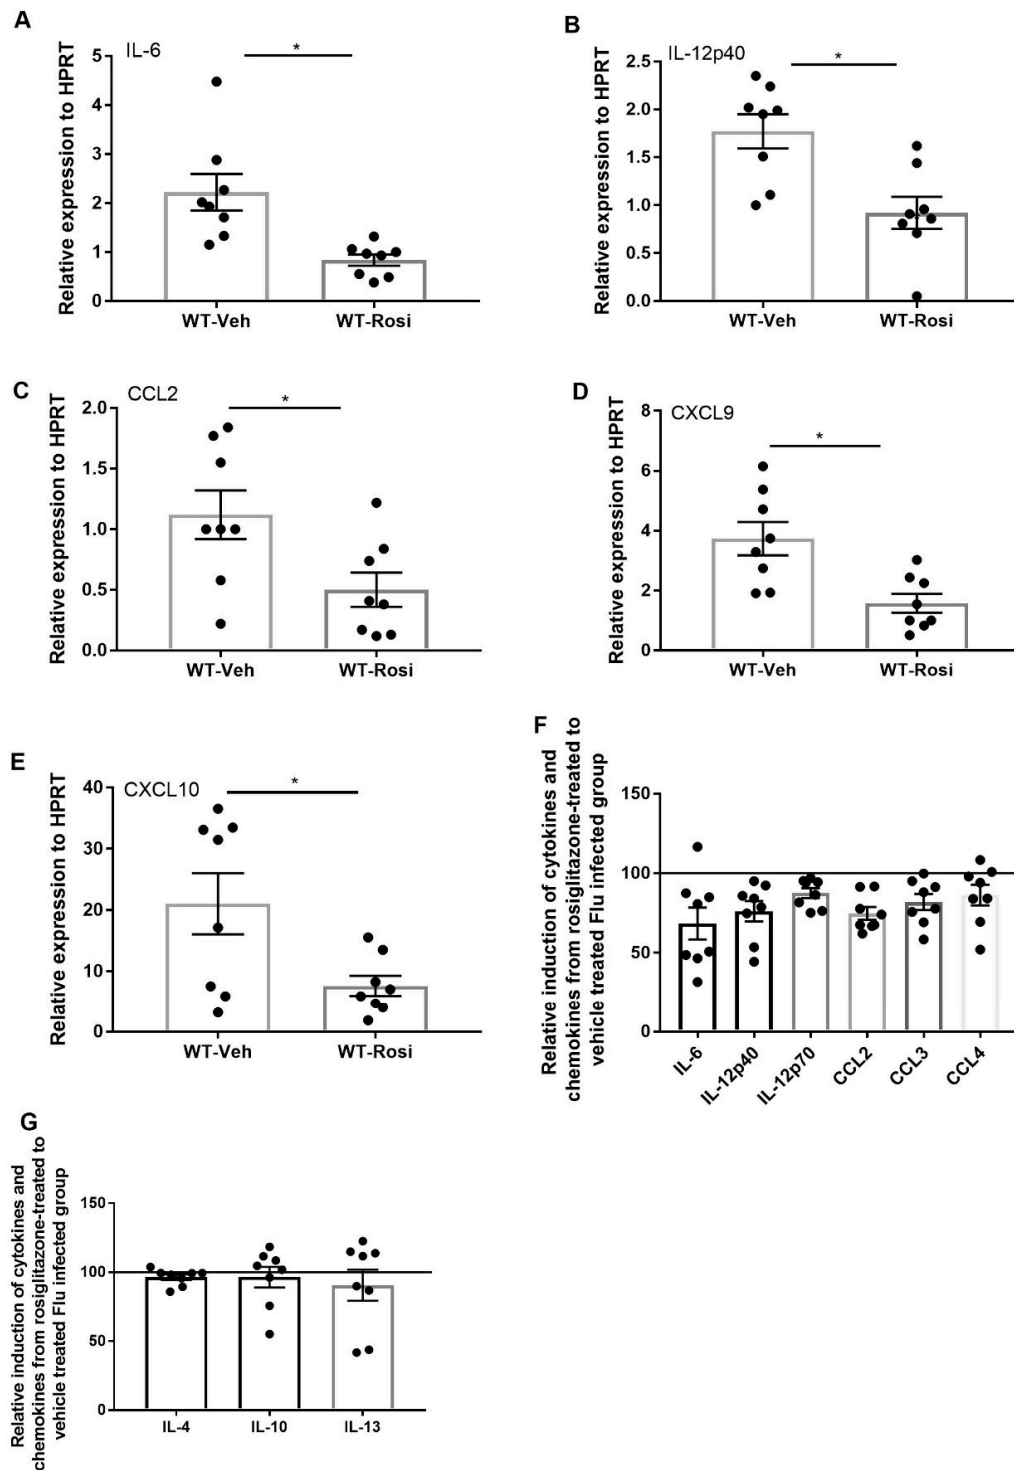 A
IL-6
*
Relative expression to HPRT
5
4
3
2
1
0
WT-Veh
WT-Rosi
B
IL-12p40
*
Relative expression to HPRT
2.5
2.0
1.5
1.0
0.5
0.0
WT-Veh
WT-Rosi
C
CCL2
*
Relative expression to HPRT
2.0
1.5
1.0
0.5
0.0
WT-Veh
WT-Rosi
D
CXCL9
*
Relative expression to HPRT
8
6
4
2
0
WT-Veh
WT-Rosi
E
CXCL10
*
Relative expression to HPRT
40
30
20
10
0
WT-Veh
WT-Rosi
F
Relative induction of cytokines and
chemokines from rosiglitazone-treated to
vehicle treated Flu infected group
150
100
50
0
IL-6
IL-12p40
IL-12p70
CCL2
CCL3
CCL4
G
Relative induction of cytokines and
chemokines from rosiglitazone-treated to
vehicle treated Flu infected group
150
100
50
0
IL-4
IL-10
IL-13